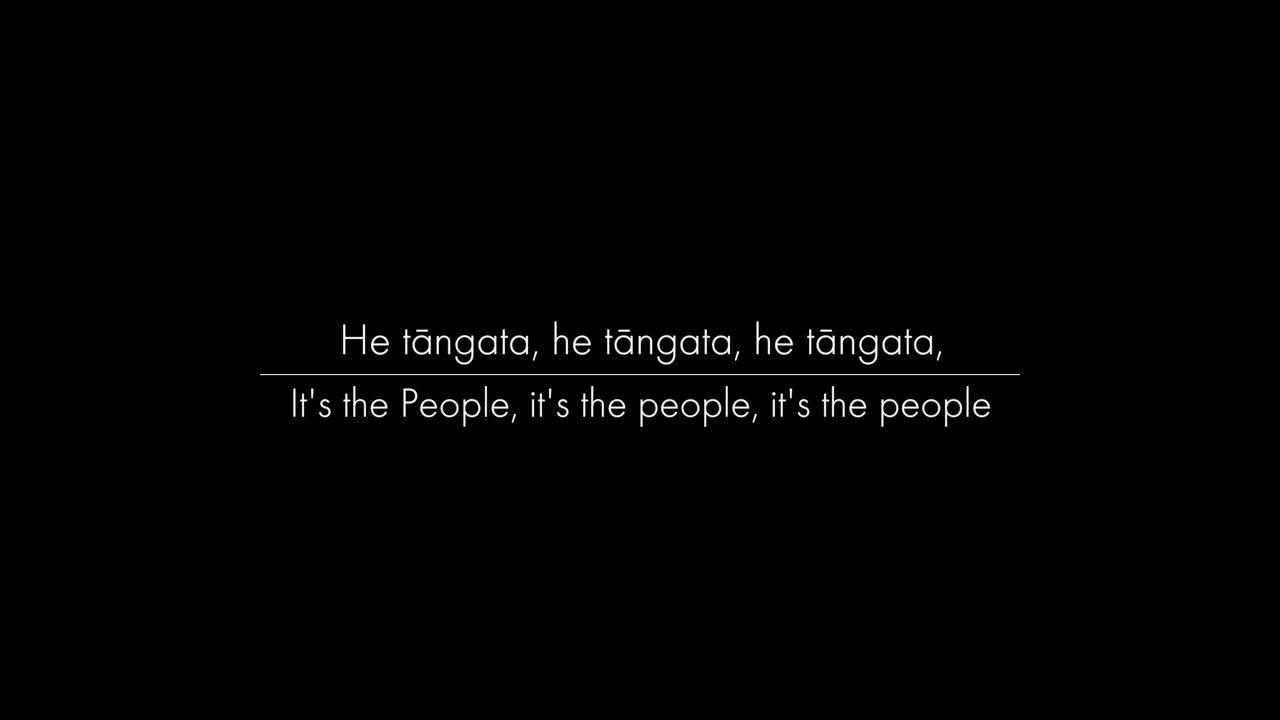 He tāngata, he tāngata, he tāngata,
It's the People, it's the people, it's the people